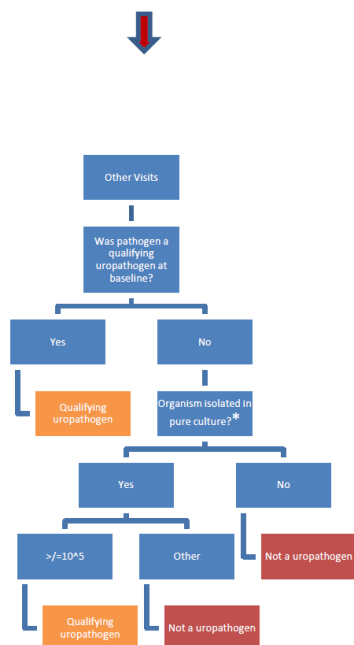 Other Visits
Was pathogen a
qualifying
uropathogen at
baseline?
Yes
No
Qualifying
uropathogen
Organism isolated in
pure culture?*
Yes
No
>/=10^5
Other
Not a uropathogen
Qualifying
uropathogen
Not a uropathogen